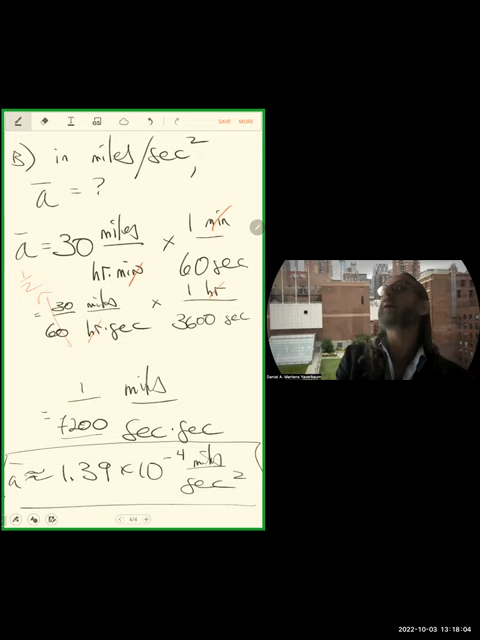 SAVE MORE
B) in miles/sec²,
a̅ = ?
a̅ = 30 miles/hr·min × 1 min/60 sec
1/2
= 30/60 miles/hr·sec × 1 hr/3600 sec
= 1/7200 miles/sec·sec
a̅ ≈ 1.39 × 10⁻⁴ miles/sec²
4/4
Daniel A. Martens Yaverbaum
2022-10-03 13:18:04